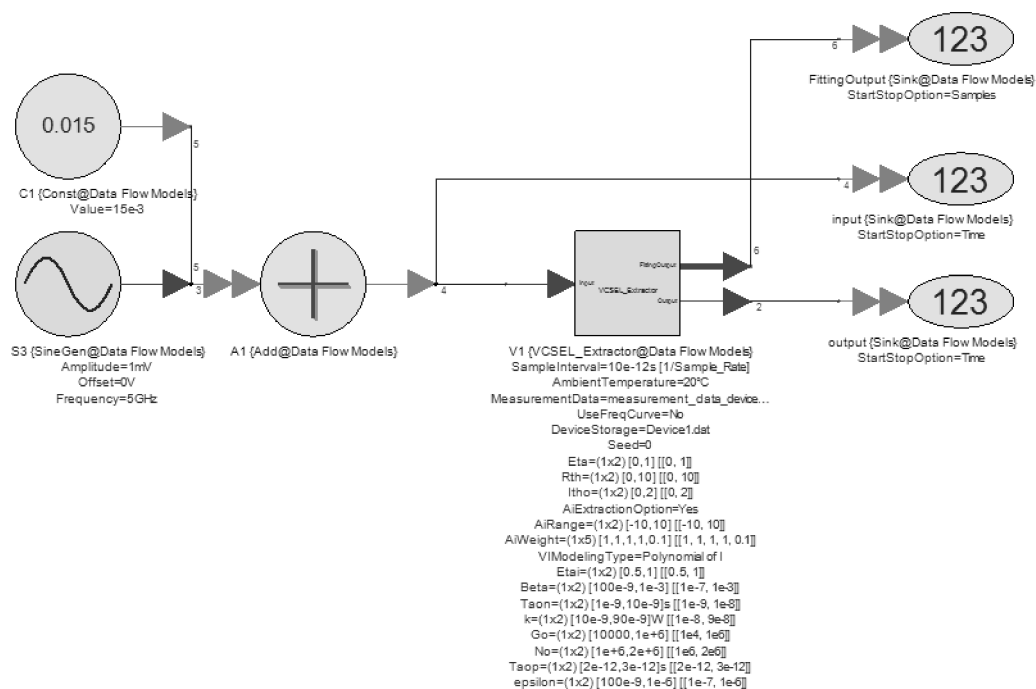 123
6
6
FittingOutput {Sink@Data Flow Models}
StartStopOption=Samples
0.015
5
C1 {Const@Data Flow Models}
Value=15e-3
123
4
input {Sink@Data Flow Models}
StartStopOption=Time
5
3
4
Input
FittingOutput
VCSEL_Extractor
Output
2
123
output {Sink@Data Flow Models}
StartStopOption=Time
S3 {SineGen@Data Flow Models}
Amplitude=1mV
Offset=0V
Frequency=5GHz
A1 {Add@Data Flow Models}
V1 {VCSEL_Extractor@Data Flow Models}
SampleInterval=10e-12s [1/Sample_Rate]
AmbientTemperature=20°C
MeasurementData=measurement_data_device...
UseFreqCurve=No
DeviceStorage=Device1.dat
Seed=0
Eta=(1x2) [0,1] [[0, 1]]
Rth=(1x2) [0,10] [[0, 10]]
Itho=(1x2) [0,2] [[0, 2]]
AiExtractionOption=Yes
AiRange=(1x2) [-10,10] [[-10, 10]]
AiWeight=(1x5) [1,1,1,1,0.1] [[1, 1, 1, 1, 0.1]]
VIModelingType=Polynomial of I
Etai=(1x2) [0.5,1] [[0.5, 1]]
Beta=(1x2) [100e-9,1e-3] [[1e-7, 1e-3]]
Taon=(1x2) [1e-9,10e-9]s [[1e-9, 1e-8]]
k=(1x2) [10e-9,90e-9]W [[1e-8, 9e-8]]
Go=(1x2) [10000,1e+6] [[1e4, 1e6]]
No=(1x2) [1e+6,2e+6] [[1e6, 2e6]]
Taop=(1x2) [2e-12,3e-12]s [[2e-12, 3e-12]]
epsilon=(1x2) [100e-9,1e-6] [[1e-7, 1e-6]]